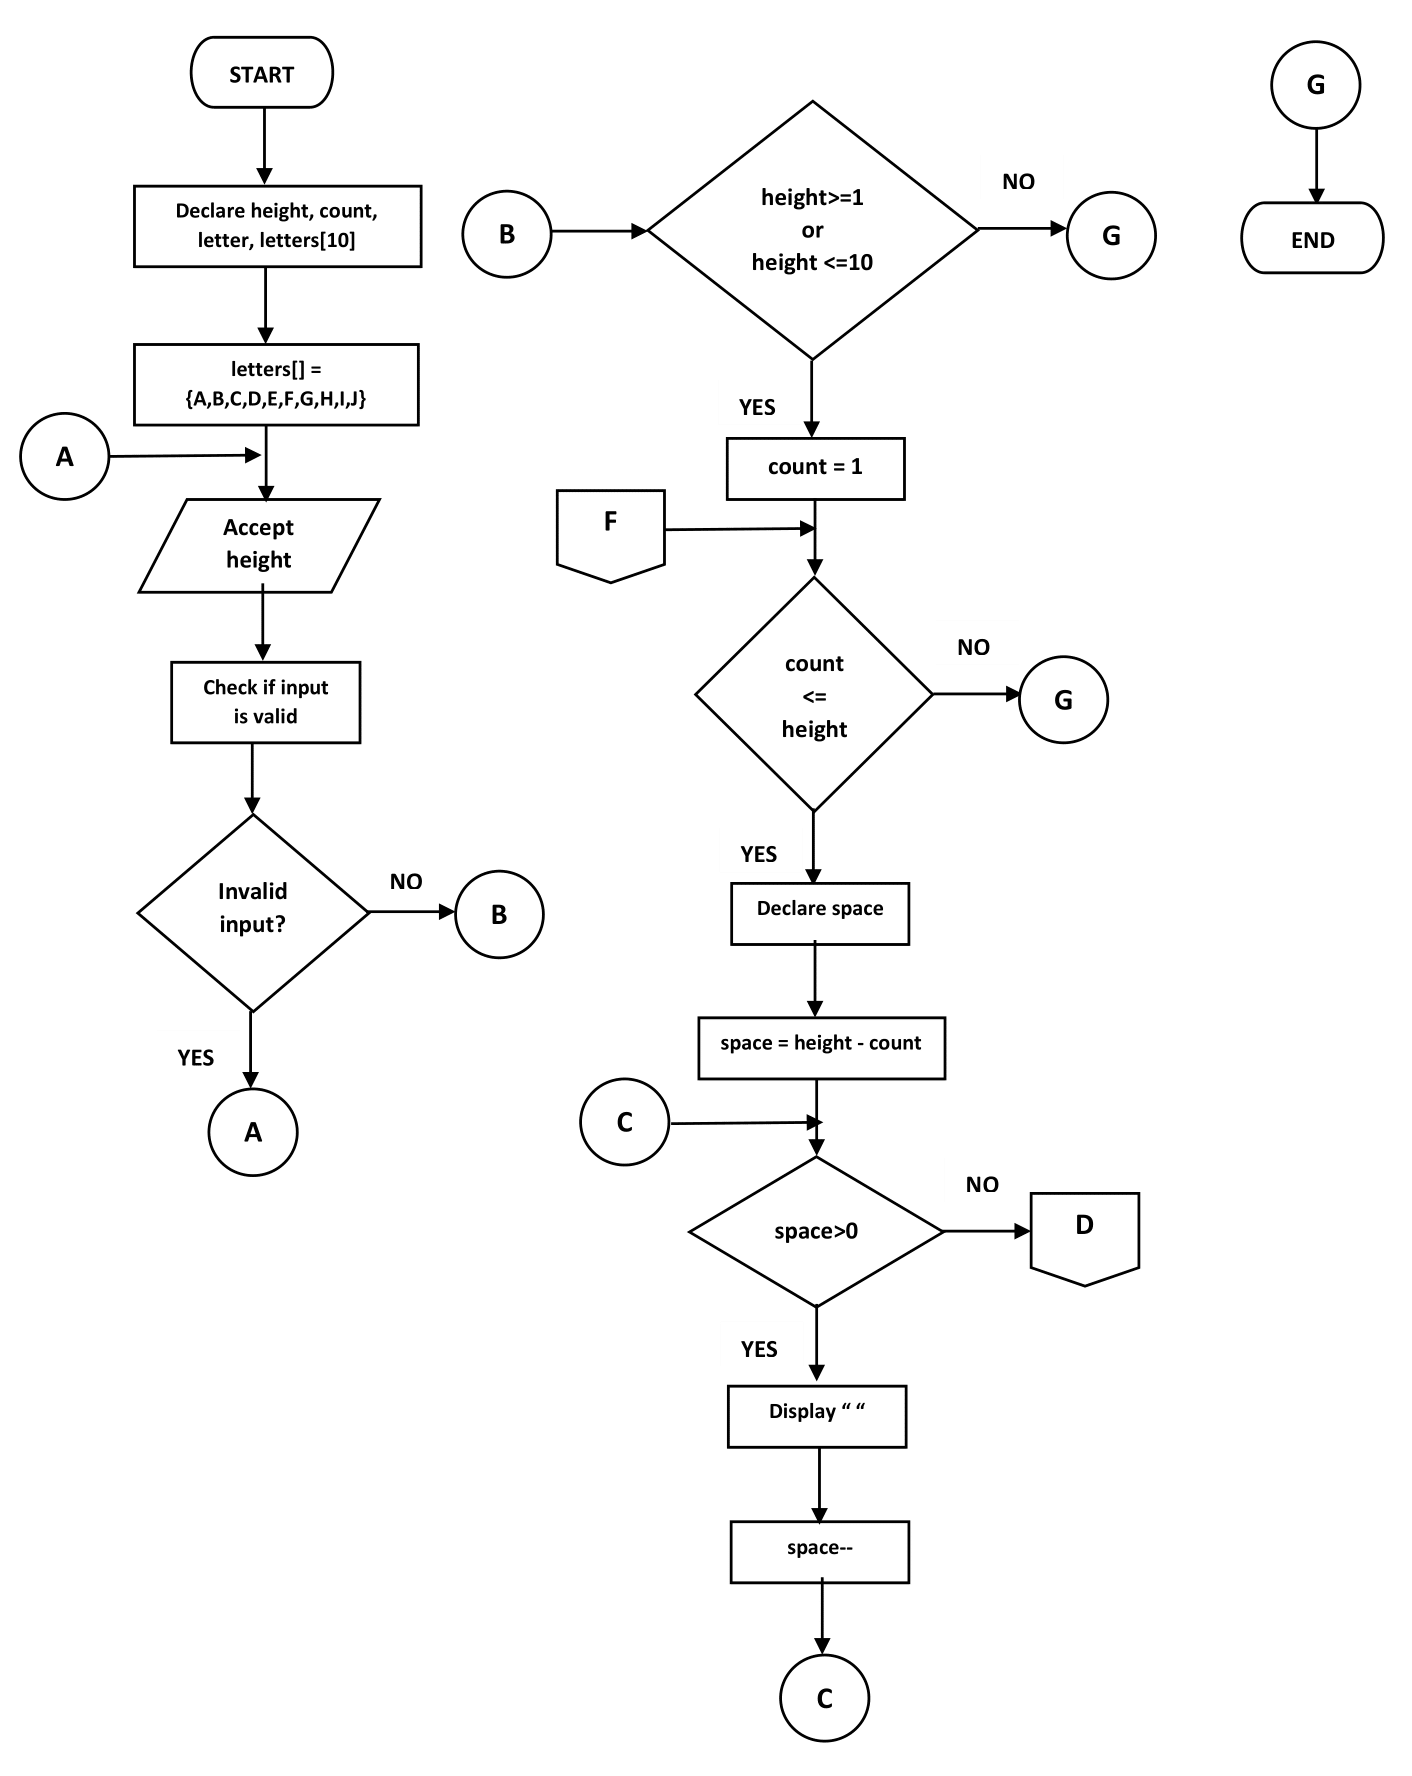 START
Declare height, count,
letter, letters[10]
letters[] =
{A,B,C,D,E,F,G,H,I,J}
A
Accept
height
Check if input
is valid
Invalid
input?
NO
B
YES
A
B
height>=1
or
height <=10
NO
G
YES
count = 1
F
count
<=
height
NO
G
YES
Declare space
space = height - count
C
space>0
NO
D
YES
Display “ “
space--
C
G
END